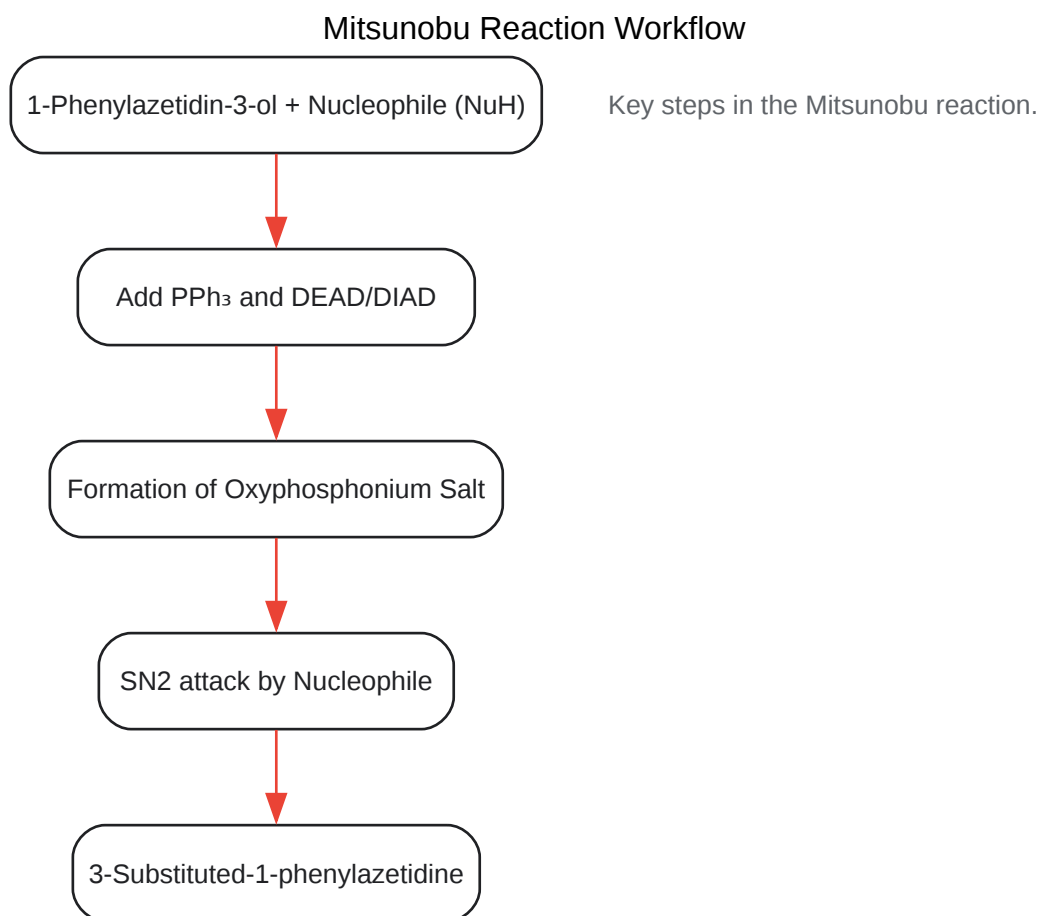 Mitsunobu Reaction Workflow
1-Phenylazetidin-3-ol + Nucleophile (NuH)
Key steps in the Mitsunobu reaction.
Add PPh₃ and DEAD/DIAD
Formation of Oxyphosphonium Salt
SN2 attack by Nucleophile
3-Substituted-1-phenylazetidine